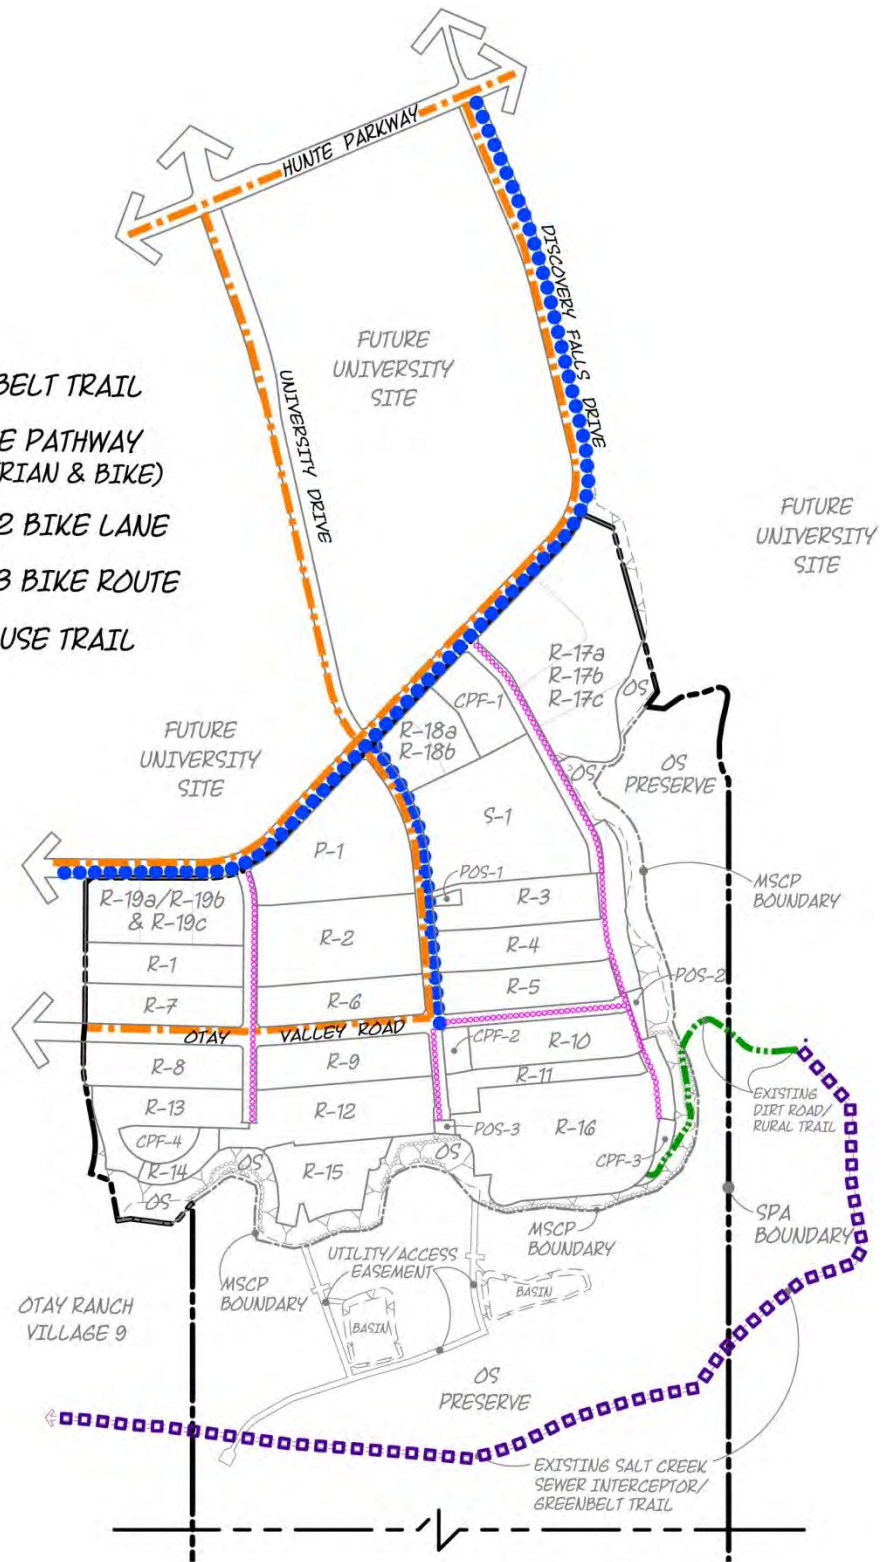 HUNTE PARKWAY
DISCOVERY FALLS DRIVE
FUTURE
UNIVERSITY
SITE
UNIVERSITY DRIVE
BELT TRAIL
E PATHWAY
RIAN & BIKE)
2 BIKE LANE
3 BIKE ROUTE
USE TRAIL
FUTURE
UNIVERSITY
SITE
R-17a
R-17b
R-17c
OS
CPF-1
R-18a
R-18b
FUTURE
UNIVERSITY
SITE
OS
PRESERVE
OS
S-1
P-1
POS-1
MSCP
BOUNDARY
R-19a/R-19b
& R-19c
R-3
R-2
R-4
R-1
R-5
POS-2
R-7
R-6
OTAY VALLEY ROAD
CPF-2
R-10
R-8
R-9
R-11
EXISTING
DIRT ROAD/
RURAL TRAIL
R-13
R-12
POS-3
R-16
CPF-4
CPF-3
R-14
OS
R-15
OS
OS
SPA
BOUNDARY
MSCP
BOUNDARY
UTILITY/ACCESS
EASEMENT
MSCP
BOUNDARY
BASIN
BASIN
OTAY RANCH
VILLAGE 9
OS
PRESERVE
EXISTING SALT CREEK
SEWER INTERCEPTOR/
GREENBELT TRAIL